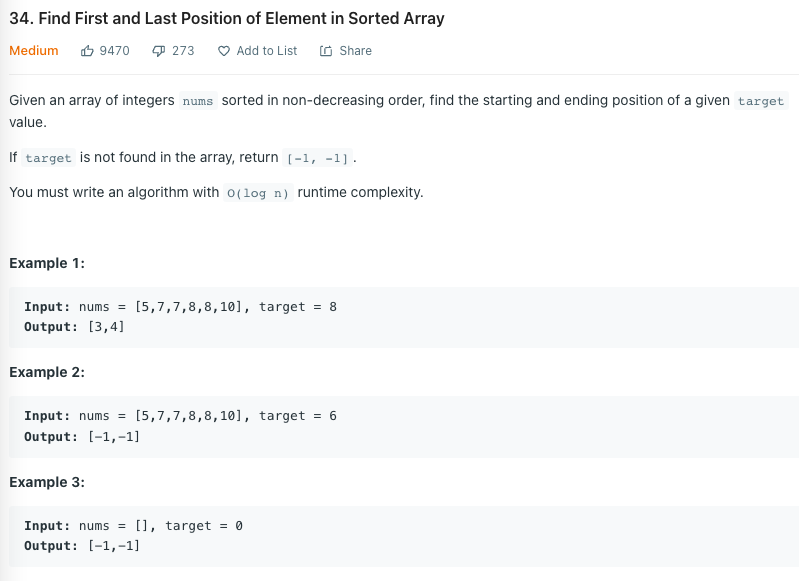 34. Find First and Last Position of Element in Sorted Array
Medium 9470 273 Add to List Share
Given an array of integers nums sorted in non-decreasing order, find the starting and ending position of a given target
value.
If target is not found in the array, return [-1, -1].
You must write an algorithm with O(log n) runtime complexity.
Example 1:
Input: nums = [5,7,7,8,8,10], target = 8
Output: [3,4]
Example 2:
Input: nums = [5,7,7,8,8,10], target = 6
Output: [-1,-1]
Example 3:
Input: nums = [], target = 0
Output: [-1,-1]